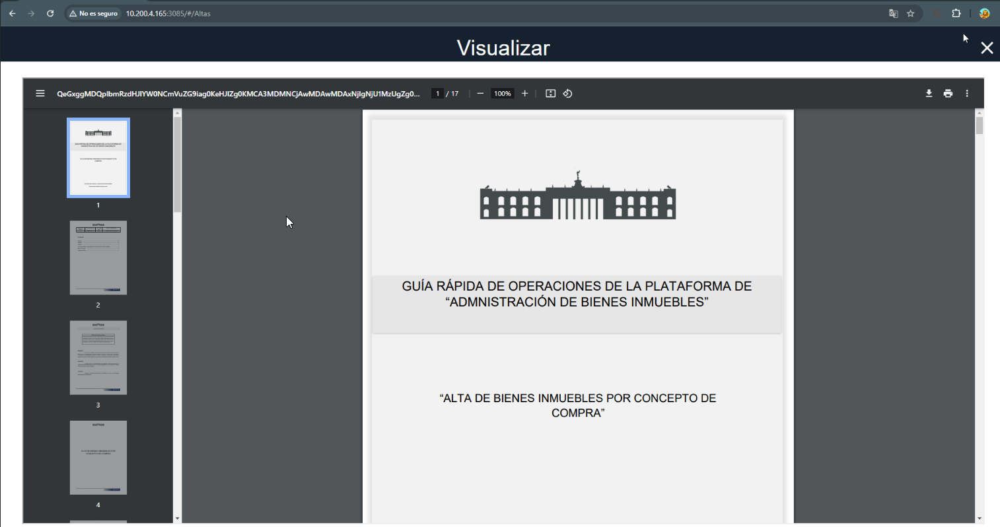 No es seguro
10.200.4.165:3085/#/Altas
Visualizar
QeGxggMDQplbmRzdHJlYW0NCmVuZG9iag0KeHJlZg0KMCA3MDMNCjAwMDAwMDAxNjIgNjU1MzUgZg0...
1 / 17
100%
1
2
3
4
GUÍA RÁPIDA DE OPERACIONES DE LA PLATAFORMA DE
“ADMNISTRACIÓN DE BIENES INMUEBLES”
“ALTA DE BIENES INMUEBLES POR CONCEPTO DE
COMPRA”